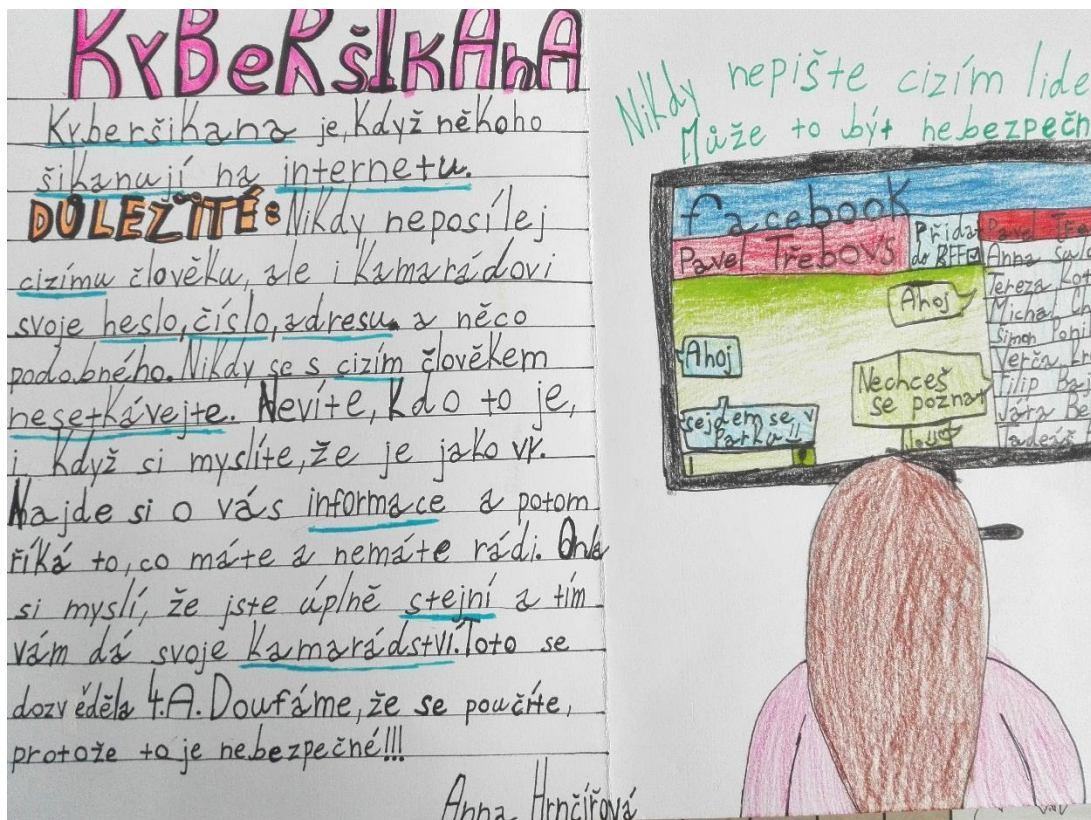 KYBERŠIKANA
Kyberšikana je, Když někoho
šikanují na internetu.
DŮLEŽITÉ: Nikdy neposílej
cizímu člověku, ale i Kamarádovi
svoje heslo, číslo, adresu a něco
podobného. Nikdy se s cizím člověkem
nesetkávejte. Nevíte, Kdo to je,
i Když si myslíte, že je jako vy.
Najde si o vás informace a potom
říká to, co máte a nemáte rádi. Ona
si myslí, že jste úplně stejní a tím
vám dá svoje Kamarádství. Toto se
dozvěděla 4.A. Doufáme, že se poučíte,
protože to je nebezpečné!!!
Anna Hrnčířová
Nikdy nepište cizím lide
Může to být nebezpečn
facebook
Pavel Třebovs
Přidat
do BFF
Pavel Třeb
Anna
Tereza
Michal
Simon
Verča
Filip
Jára
Tadeáš
Ahoj
Ahoj
Nechceš
se poznat
sejdem se v
Parku!!